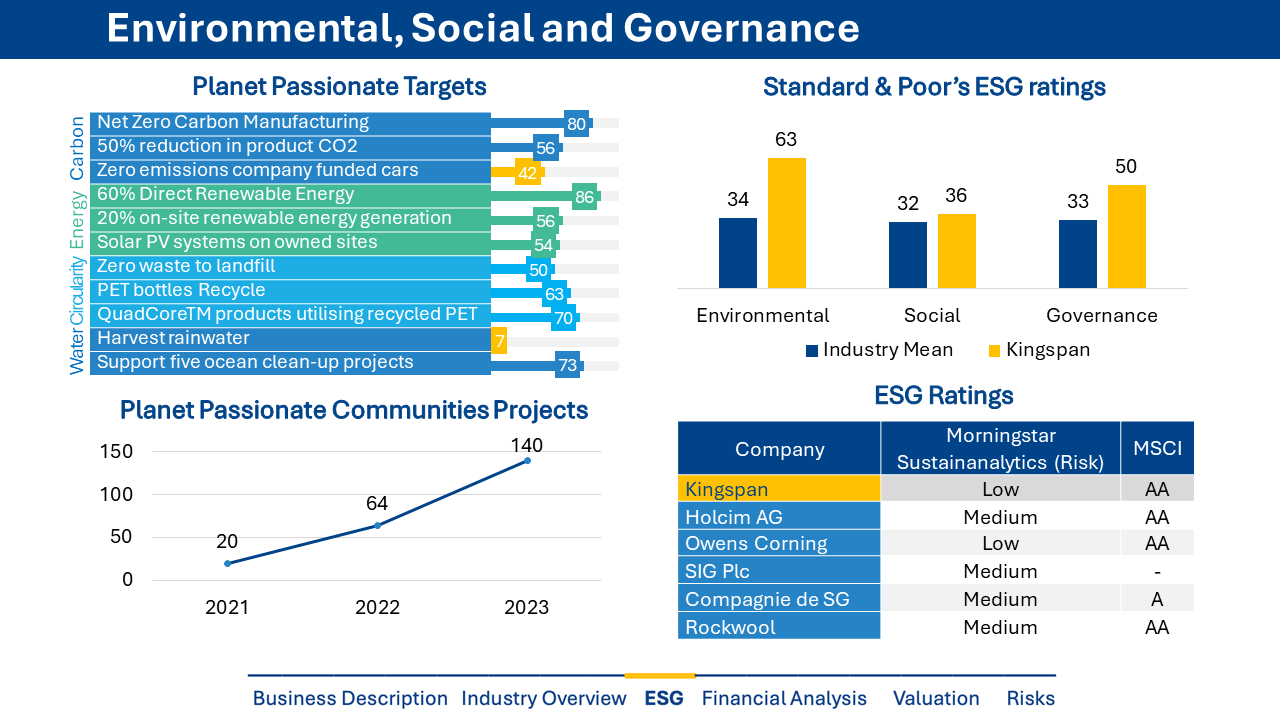 Environmental, Social and Governance
Planet Passionate Targets
Carbon
Net Zero Carbon Manufacturing 80
50% reduction in product CO2 56
Zero emissions company funded cars 42
Energy
60% Direct Renewable Energy 86
20% on-site renewable energy generation 56
Solar PV systems on owned sites 54
Circularity
Zero waste to landfill 50
PET bottles Recycle 63
QuadCoreTM products utilising recycled PET 70
Water
Harvest rainwater 7
Support five ocean clean-up projects 73
Standard & Poor’s ESG ratings
34 63 32 36 33 50
Environmental Social Governance
Industry Mean Kingspan
Planet Passionate Communities Projects
150
100
50
0
20 64 140
2021 2022 2023
ESG Ratings
Company Morningstar Sustainanalytics (Risk) MSCI
Kingspan Low AA
Holcim AG Medium AA
Owens Corning Low AA
SIG Plc Medium -
Compagnie de SG Medium A
Rockwool Medium AA
Business Description Industry Overview ESG Financial Analysis Valuation Risks